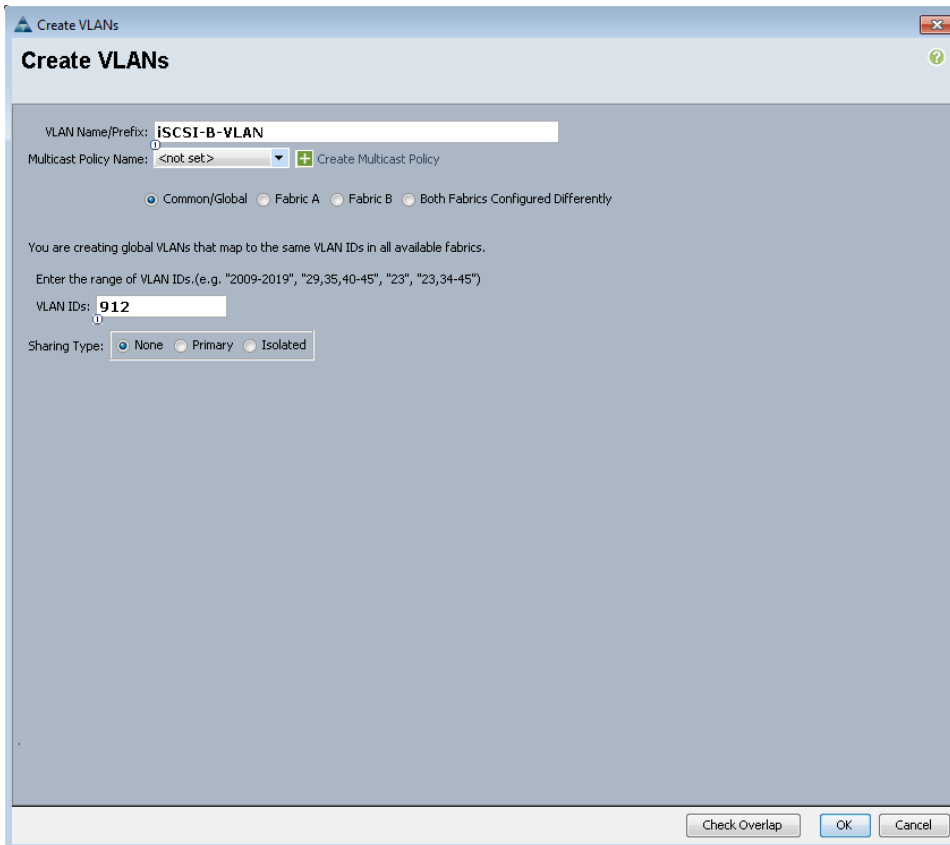 Create VLANs
Create VLANs
VLAN Name/Prefix: iSCSI-B-VLAN
Multicast Policy Name: <not set> Create Multicast Policy
Common/Global Fabric A Fabric B Both Fabrics Configured Differently
You are creating global VLANs that map to the same VLAN IDs in all available fabrics.
Enter the range of VLAN IDs.(e.g. "2009-2019", "29,35,40-45", "23", "23,34-45")
VLAN IDs: 912
Sharing Type: None Primary Isolated
Check Overlap OK Cancel